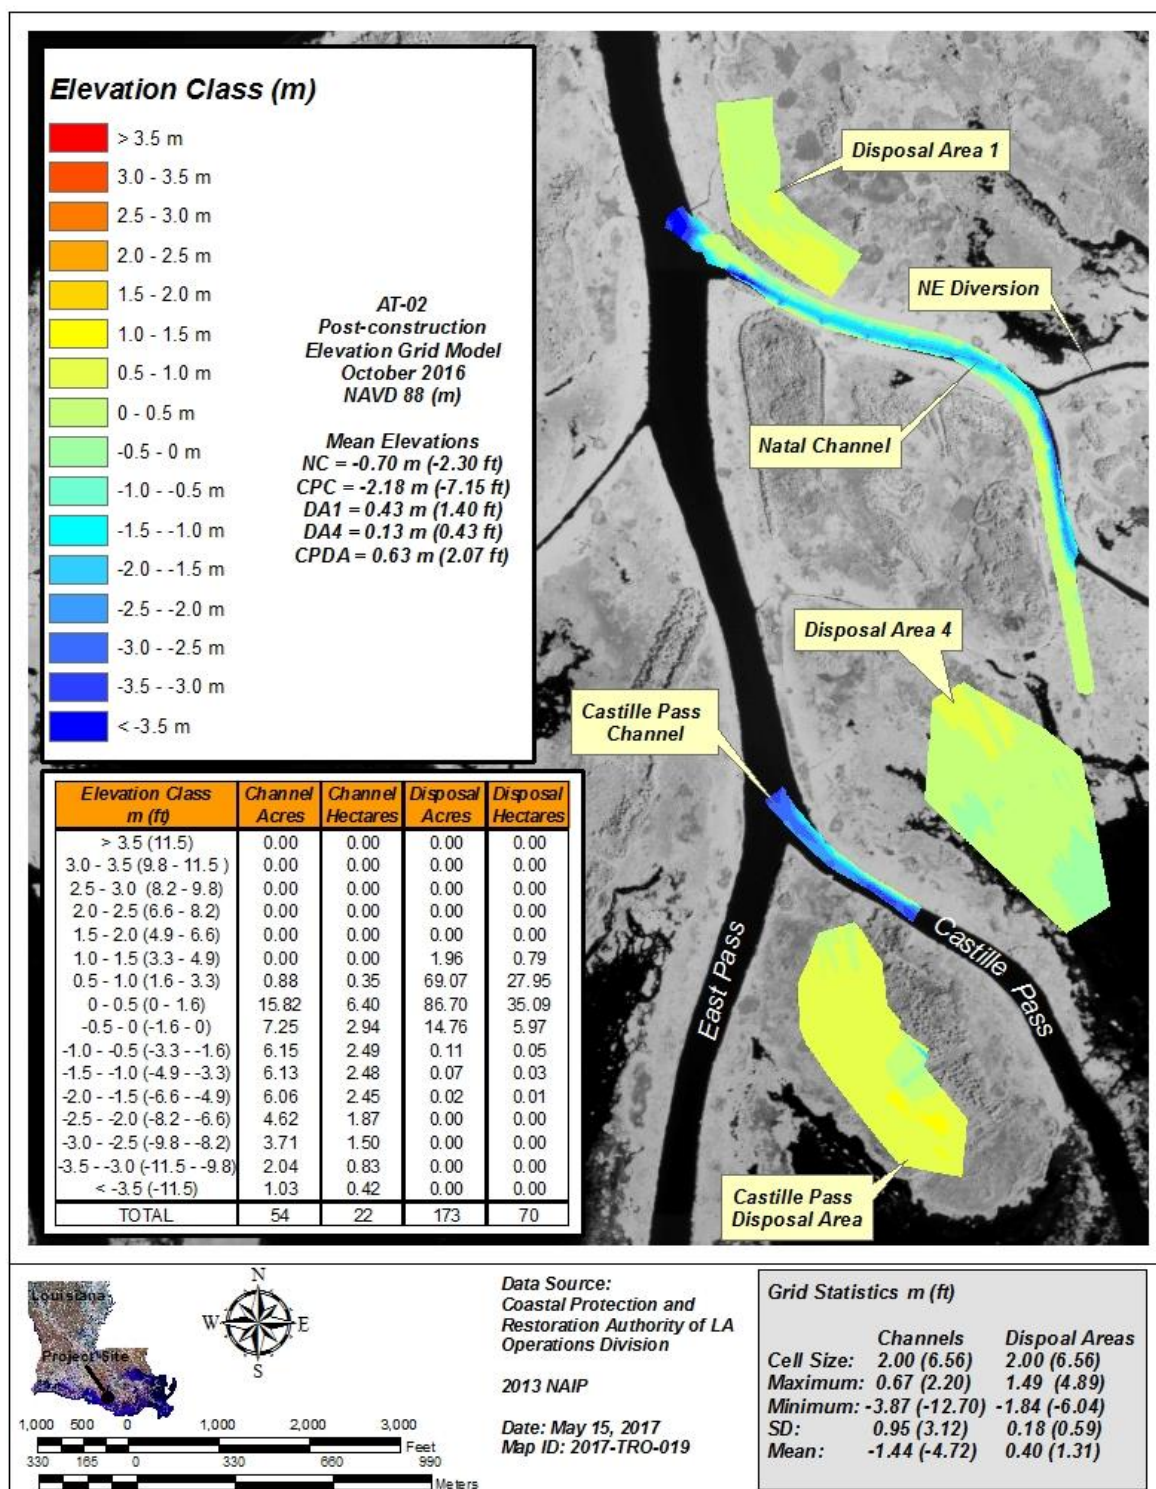 Elevation Class (m)
> 3.5 m
3.0 - 3.5 m
2.5 - 3.0 m
2.0 - 2.5 m
1.5 - 2.0 m
1.0 - 1.5 m
0.5 - 1.0 m
0 - 0.5 m
-0.5 - 0 m
-1.0 - -0.5 m
-1.5 - -1.0 m
-2.0 - -1.5 m
-2.5 - -2.0 m
-3.0 - -2.5 m
-3.5 - -3.0 m
< -3.5 m
AT-02
Post-construction
Elevation Grid Model
October 2016
NAVD 88 (m)
Mean Elevations
NC = -0.70 m (-2.30 ft)
CPC = -2.18 m (-7.15 ft)
DA1 = 0.43 m (1.40 ft)
DA4 = 0.13 m (0.43 ft)
CPDA = 0.63 m (2.07 ft)
Disposal Area 1
NE Diversion
Natal Channel
Disposal Area 4
Castille Pass
Channel
East Pass
Castille Pass
Castille Pass
Disposal Area
Elevation Class m (ft) Channel Acres Channel Hectares Disposal Acres Disposal Hectares
> 3.5 (11.5) 0.00 0.00 0.00 0.00
3.0 - 3.5 (9.8 - 11.5 ) 0.00 0.00 0.00 0.00
2.5 - 3.0 (8.2 - 9.8) 0.00 0.00 0.00 0.00
2.0 - 2.5 (6.6 - 8.2) 0.00 0.00 0.00 0.00
1.5 - 2.0 (4.9 - 6.6) 0.00 0.00 0.00 0.00
1.0 - 1.5 (3.3 - 4.9) 0.00 0.00 1.96 0.79
0.5 - 1.0 (1.6 - 3.3) 0.88 0.35 69.07 27.95
0 - 0.5 (0 - 1.6) 15.82 6.40 86.70 35.09
-0.5 - 0 (-1.6 - 0) 7.25 2.94 14.76 5.97
-1.0 - -0.5 (-3.3 - -1.6) 6.15 2.49 0.11 0.05
-1.5 - -1.0 (-4.9 - -3.3) 6.13 2.48 0.07 0.03
-2.0 - -1.5 (-6.6 - -4.9) 6.06 2.45 0.02 0.01
-2.5 - -2.0 (-8.2 - -6.6) 4.62 1.87 0.00 0.00
-3.0 - -2.5 (-9.8 - -8.2) 3.71 1.50 0.00 0.00
-3.5 - -3.0 (-11.5 - -9.8) 2.04 0.83 0.00 0.00
< -3.5 (-11.5) 1.03 0.42 0.00 0.00
TOTAL 54 22 173 70
Louisiana
Project Site
N
W E
S
1,000 500 0 1,000 2,000 3,000
Feet
330 165 0 330 660 990
Meters
Data Source:
Coastal Protection and
Restoration Authority of LA
Operations Division
2013 NAIP
Date: May 15, 2017
Map ID: 2017-TRO-019
Grid Statistics m (ft)
Channels Dispoal Areas
Cell Size: 2.00 (6.56) 2.00 (6.56)
Maximum: 0.67 (2.20) 1.49 (4.89)
Minimum: -3.87 (-12.70) -1.84 (-6.04)
SD: 0.95 (3.12) 0.18 (0.59)
Mean: -1.44 (-4.72) 0.40 (1.31)